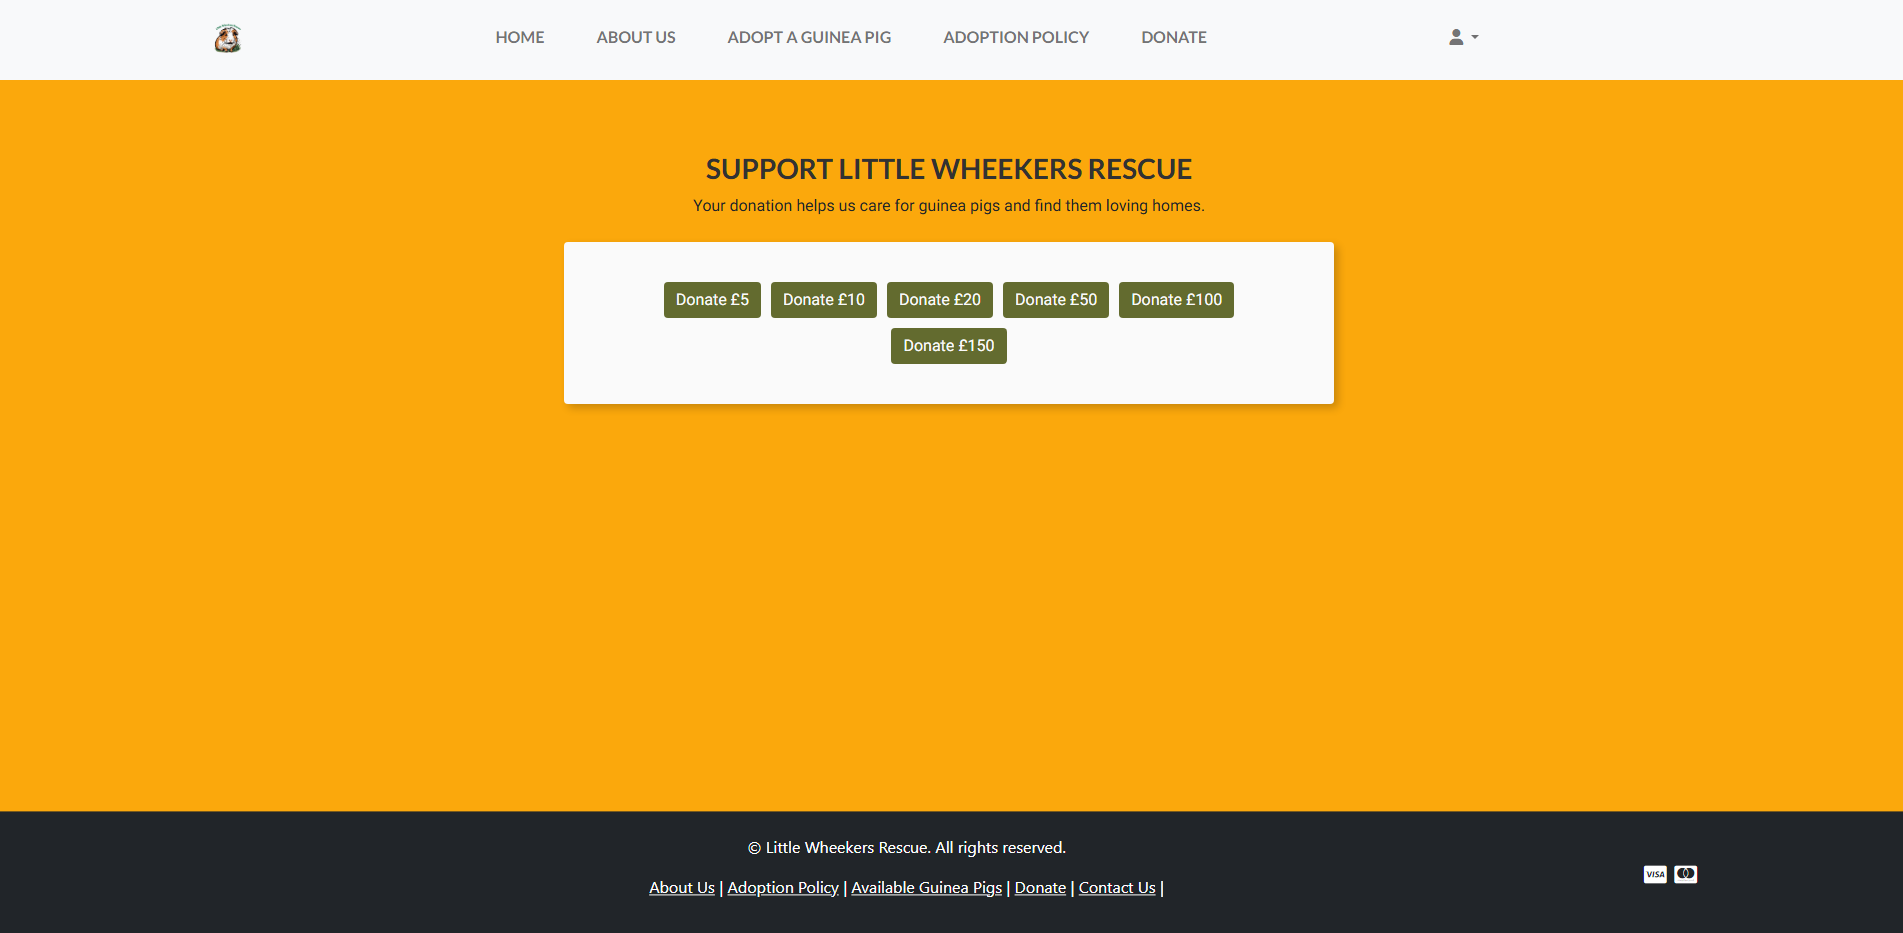 HOME ABOUT US ADOPT A GUINEA PIG ADOPTION POLICY DONATE
SUPPORT LITTLE WHEEKERS RESCUE
Your donation helps us care for guinea pigs and find them loving homes.
Donate £5 Donate £10 Donate £20 Donate £50 Donate £100
Donate £150
© Little Wheekers Rescue. All rights reserved.
About Us | Adoption Policy | Available Guinea Pigs | Donate | Contact Us |
VISA